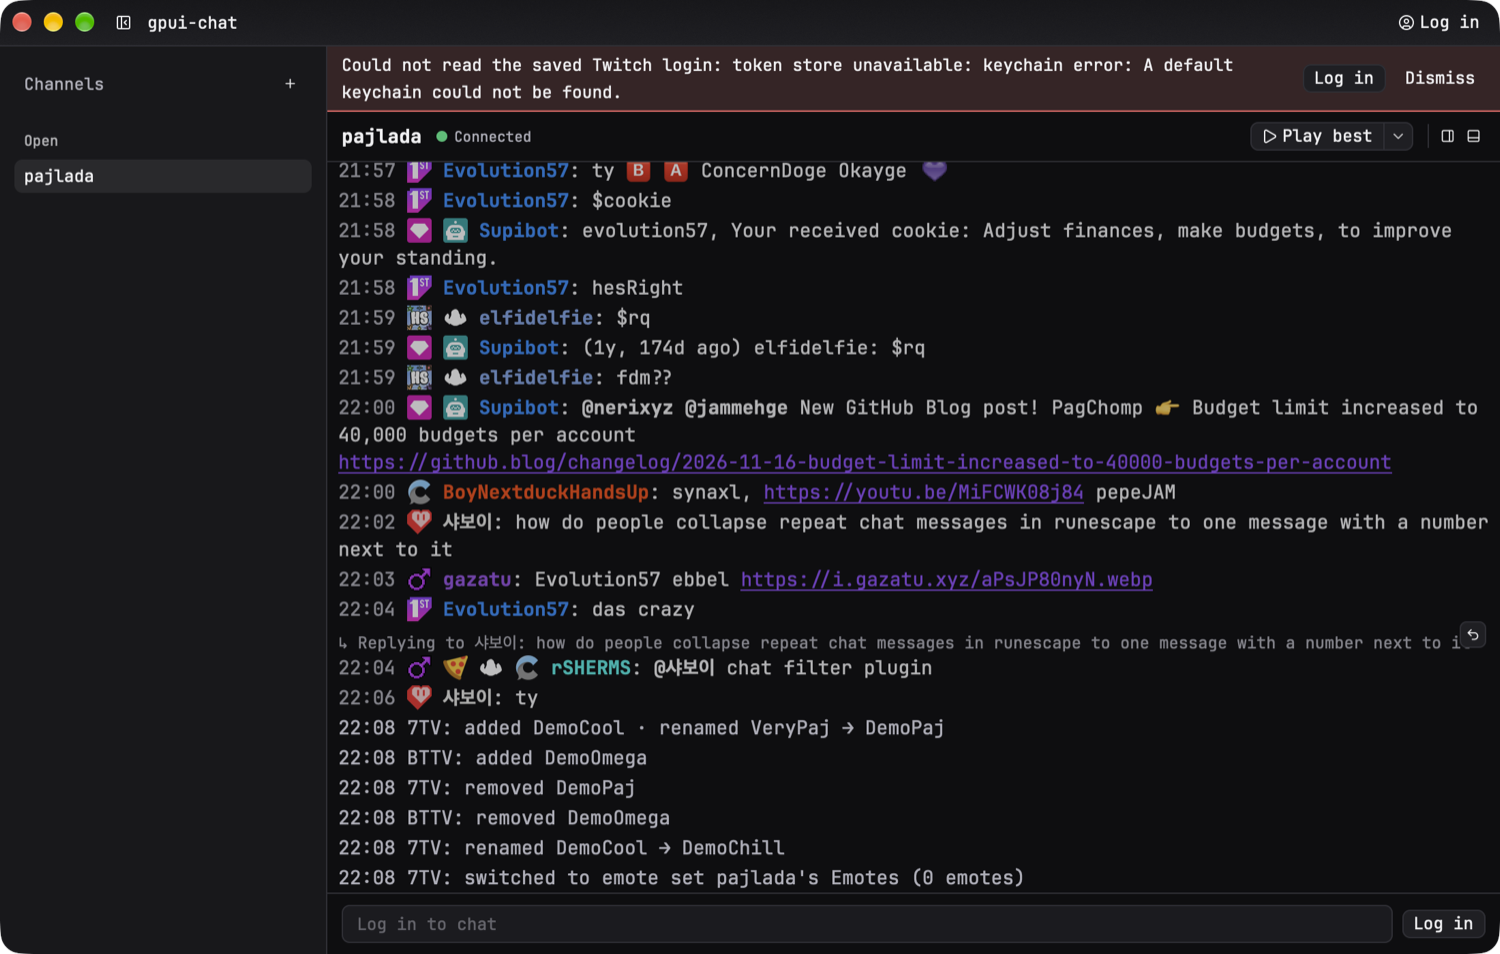 gpui-chat
Log in
Channels
+
Open
pajlada
Could not read the saved Twitch login: token store unavailable: keychain error: A default
keychain could not be found.
Log in
Dismiss
pajlada
Connected
Play best
21:57 1ST Evolution57: ty B A ConcernDoge Okayge
21:58 1ST Evolution57: $cookie
21:58 Supibot: evolution57, Your received cookie: Adjust finances, make budgets, to improve
your standing.
21:58 1ST Evolution57: hesRight
21:59 HS elfidelfie: $rq
21:59 Supibot: (1y, 174d ago) elfidelfie: $rq
21:59 HS elfidelfie: fdm??
22:00 Supibot: @nerixyz @jammehge New GitHub Blog post! PagChomp 👉 Budget limit increased to
40,000 budgets per account
https://github.blog/changelog/2026-11-16-budget-limit-increased-to-40000-budgets-per-account
22:00 BoyNextduckHandsUp: synaxl, https://youtu.be/MiFCWK08j84 pepeJAM
22:02 샤보이: how do people collapse repeat chat messages in runescape to one message with a number
next to it
22:03 gazatu: Evolution57 ebbel https://i.gazatu.xyz/aPsJP80nyN.webp
22:04 1ST Evolution57: das crazy
↳ Replying to 샤보이: how do people collapse repeat chat messages in runescape to one message with a number next to i
22:04 rSHERMS: @샤보이 chat filter plugin
22:06 샤보이: ty
22:08 7TV: added DemoCool · renamed VeryPaj → DemoPaj
22:08 BTTV: added DemoOmega
22:08 7TV: removed DemoPaj
22:08 BTTV: removed DemoOmega
22:08 7TV: renamed DemoCool → DemoChill
22:08 7TV: switched to emote set pajlada's Emotes (0 emotes)
Log in to chat
Log in